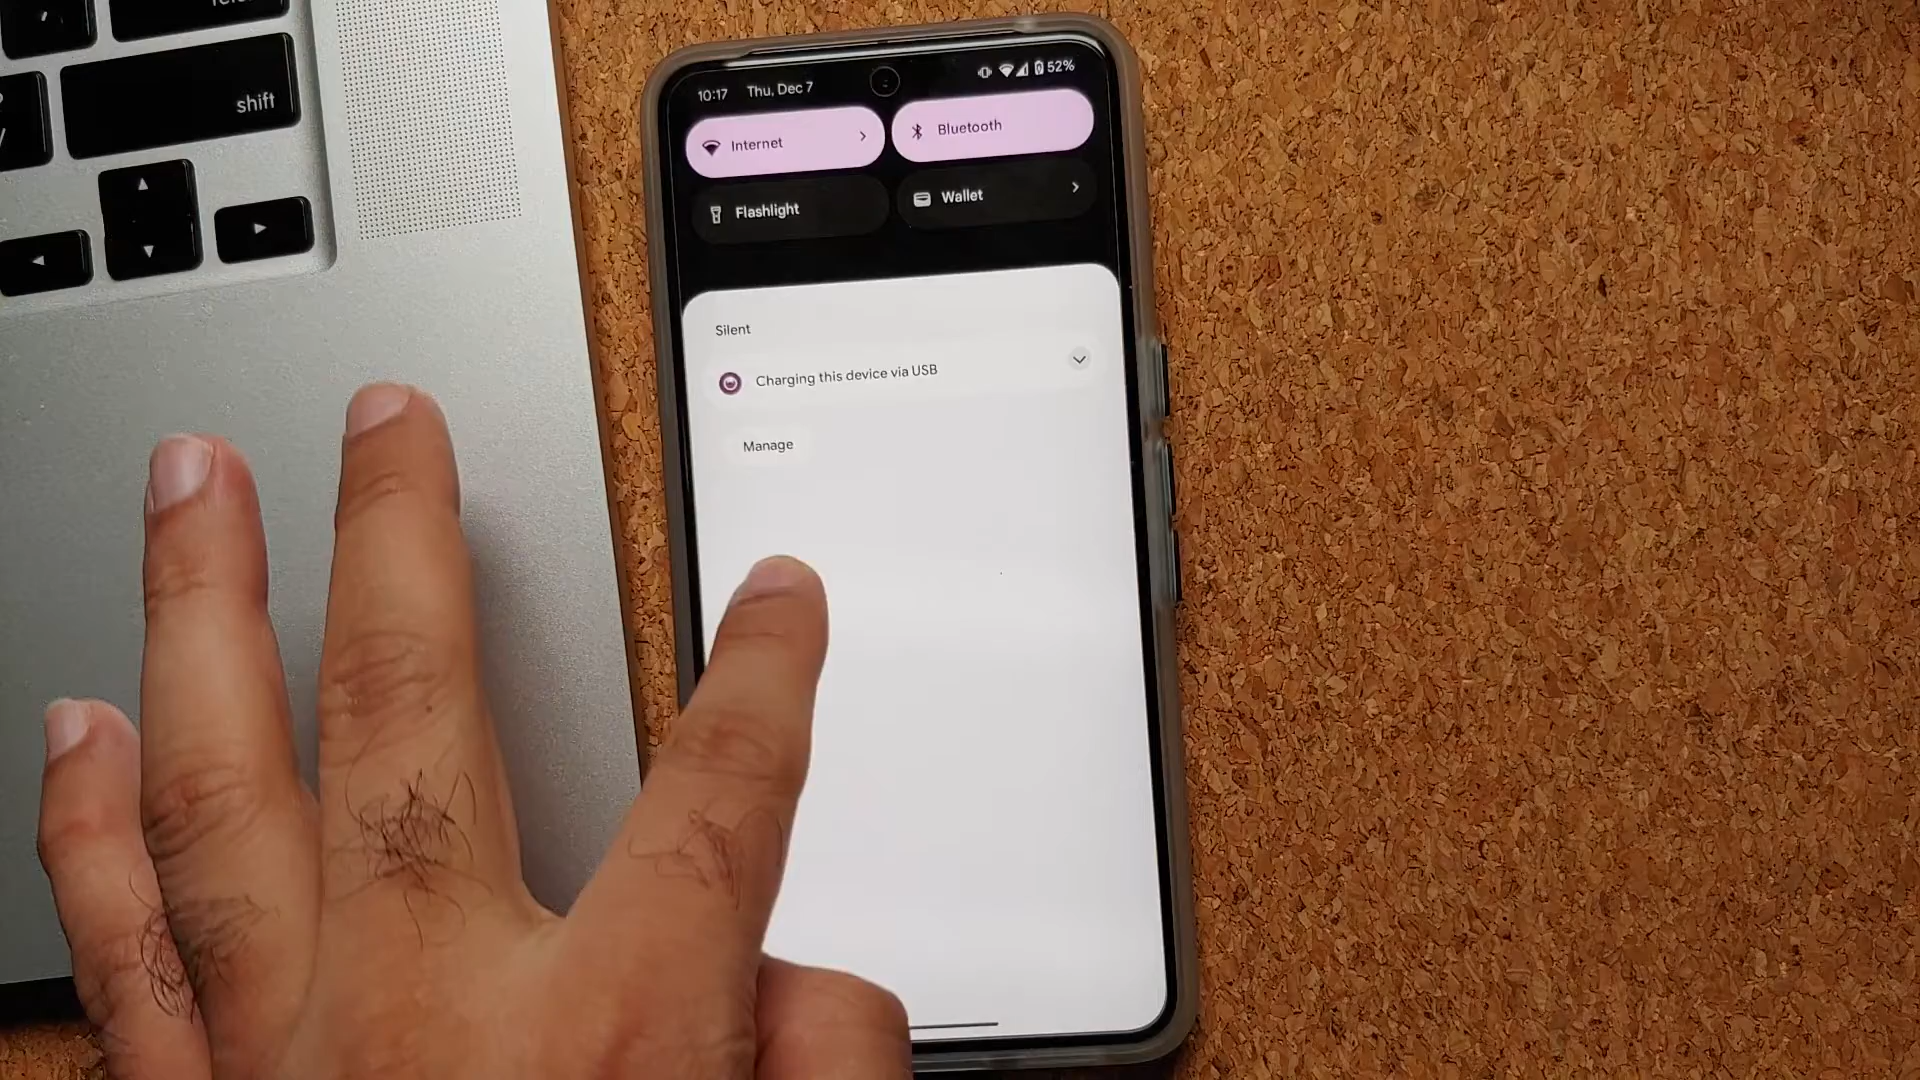 shift
10:17 Thu, Dec 7
52%
Internet
Bluetooth
Flashlight
Wallet
Silent
Charging this device via USB
Manage